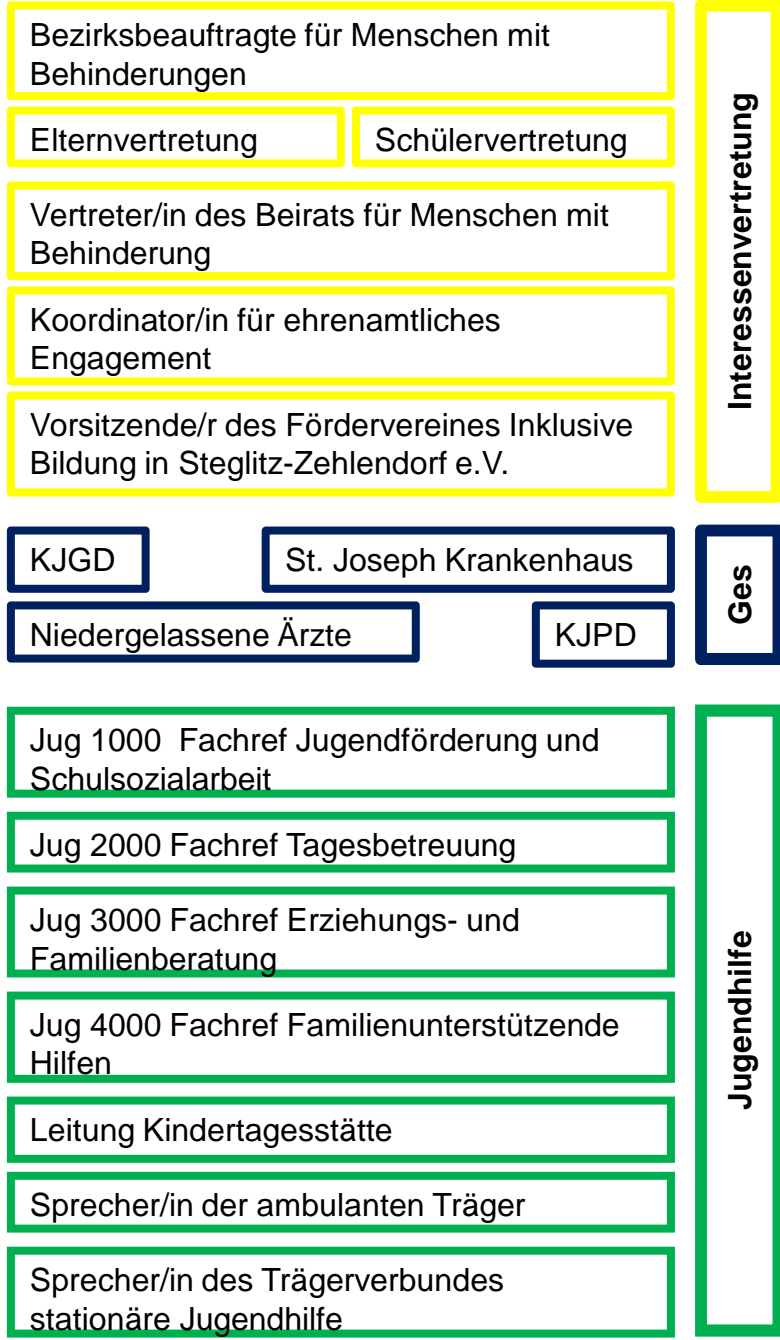 Bezirksbeauftragte für Menschen mit
Behinderungen
Elternvertretung
Schülervertretung
Vertreter/in des Beirats für Menschen mit
Behinderung
Koordinator/in für ehrenamtliches
Engagement
Vorsitzende/r des Fördervereines Inklusive
Bildung in Steglitz-Zehlendorf e.V.
Interessenvertretung
KJGD
St. Joseph Krankenhaus
Niedergelassene Ärzte
KJPD
Ges
Jug 1000  Fachref Jugendförderung und
Schulsozialarbeit
Jug 2000 Fachref Tagesbetreuung
Jug 3000 Fachref Erziehungs- und
Familienberatung
Jug 4000 Fachref Familienunterstützende
Hilfen
Leitung Kindertagesstätte
Sprecher/in der ambulanten Träger
Sprecher/in des Trägerverbundes
stationäre Jugendhilfe
Jugendhilfe